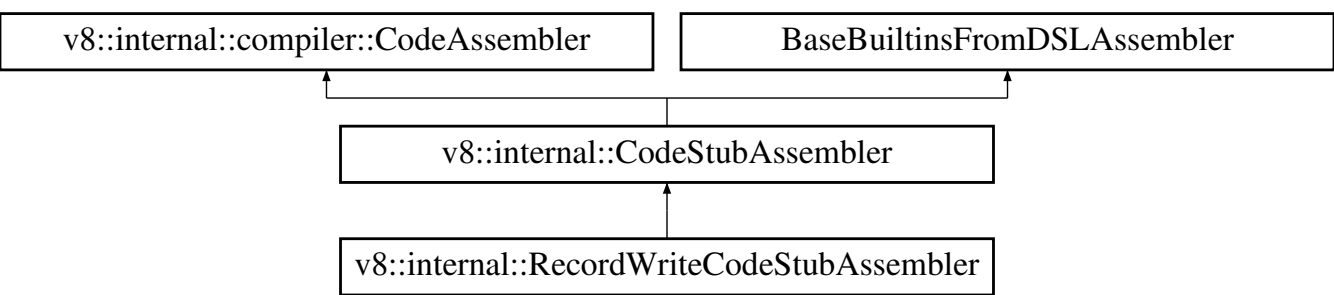 v8::internal::compiler::CodeAssembler
BaseBuiltinsFromDSLAssembler
v8::internal::CodeStubAssembler
v8::internal::RecordWriteCodeStubAssembler